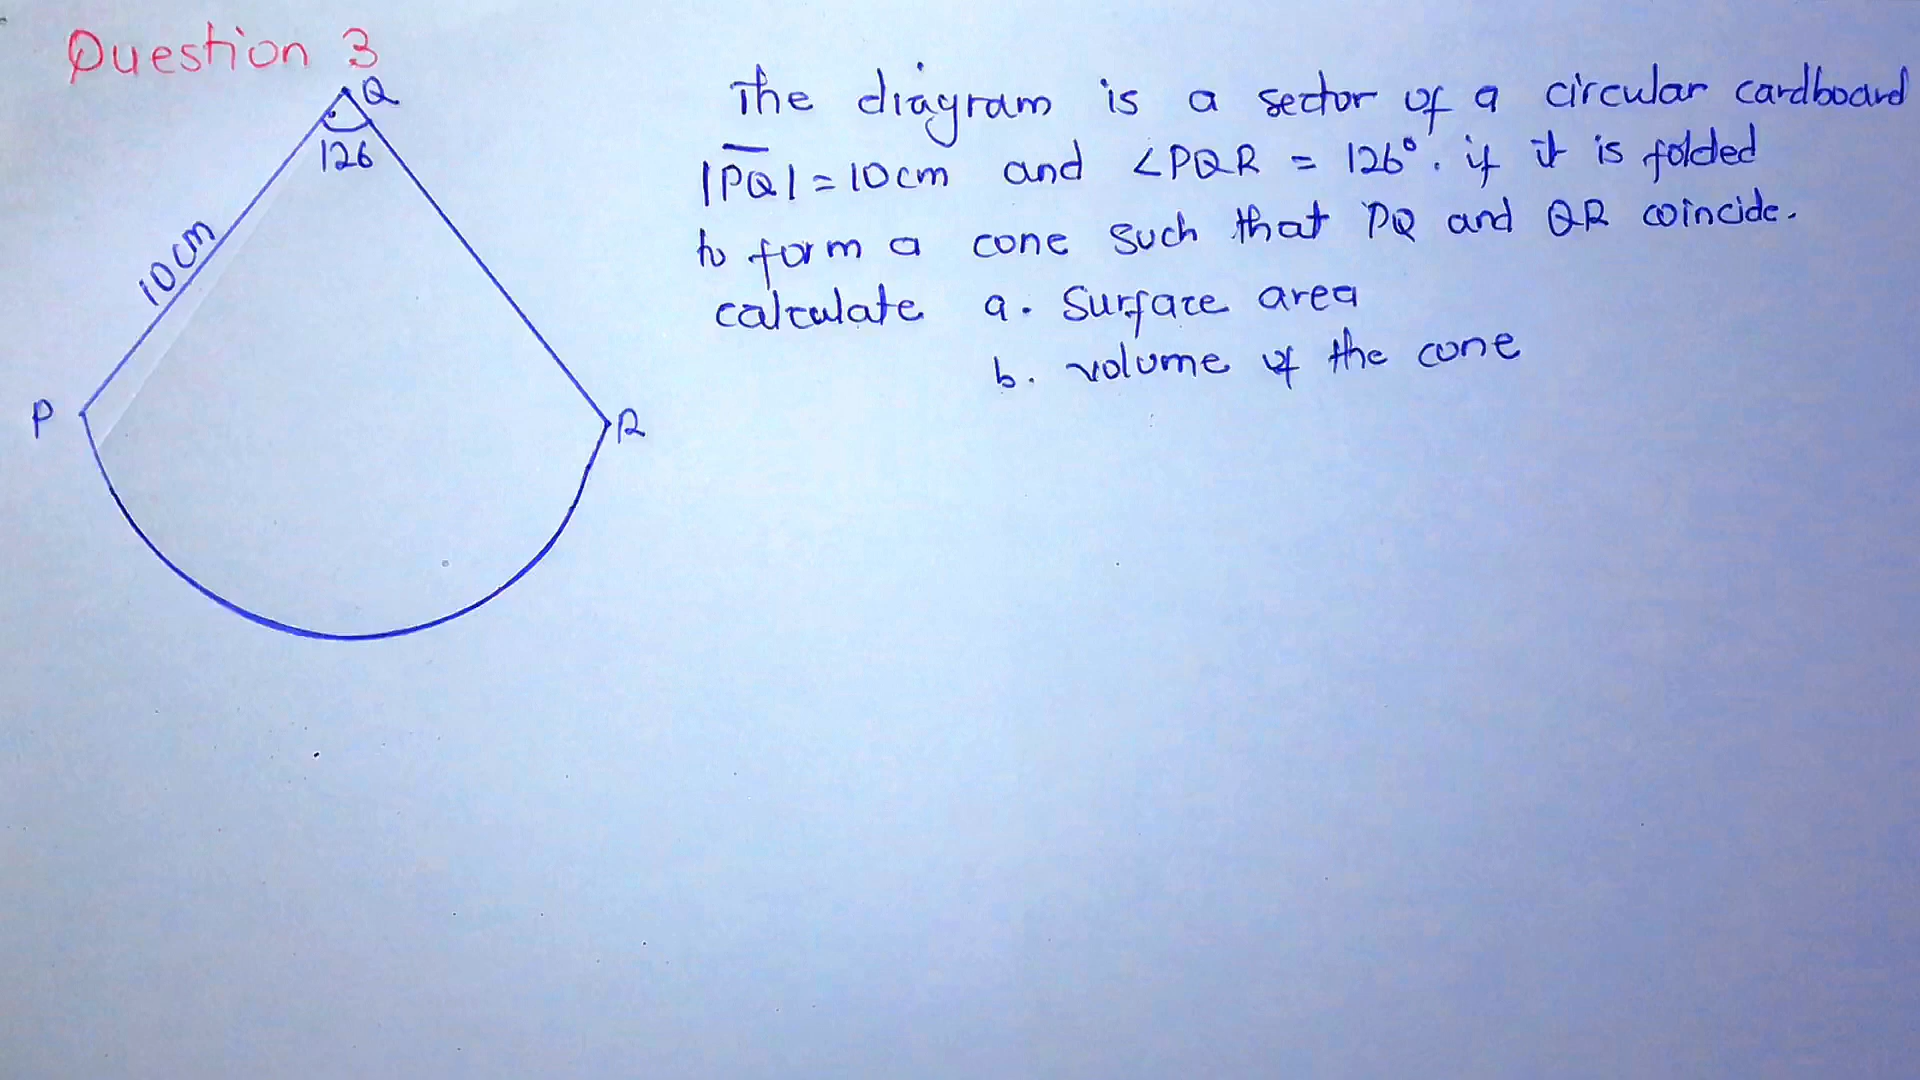 Question 3
Q
126
10cm
P
R
The diagram is a sector of a circular cardboard
|PQ| = 10cm and ∠PQR = 126°. if it is folded
to form a cone such that PQ and QR coincide.
calculate a. Surface area
b. volume of the cone